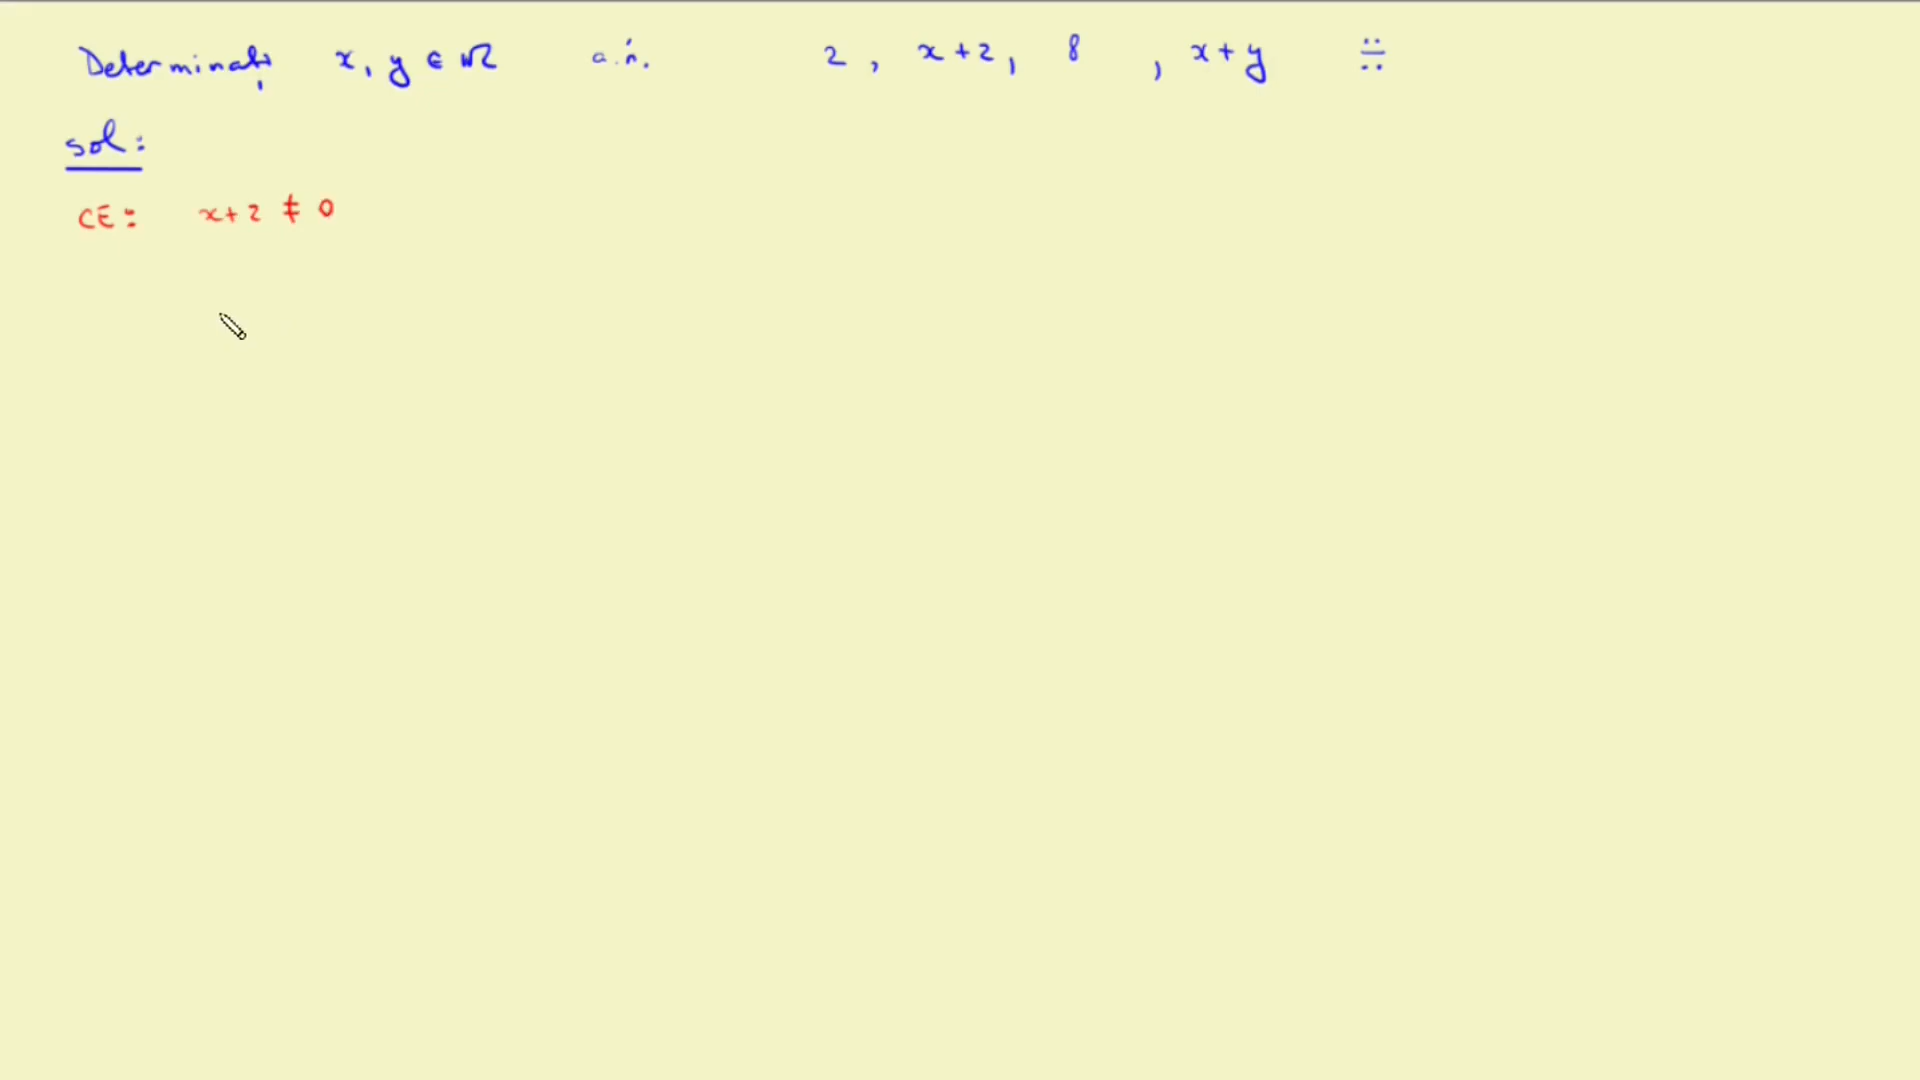 Determinați x, y ∈ ℝ a.î. 2, x+2, 8, x+y ∺
sol:
CE: x+2 ≠ 0